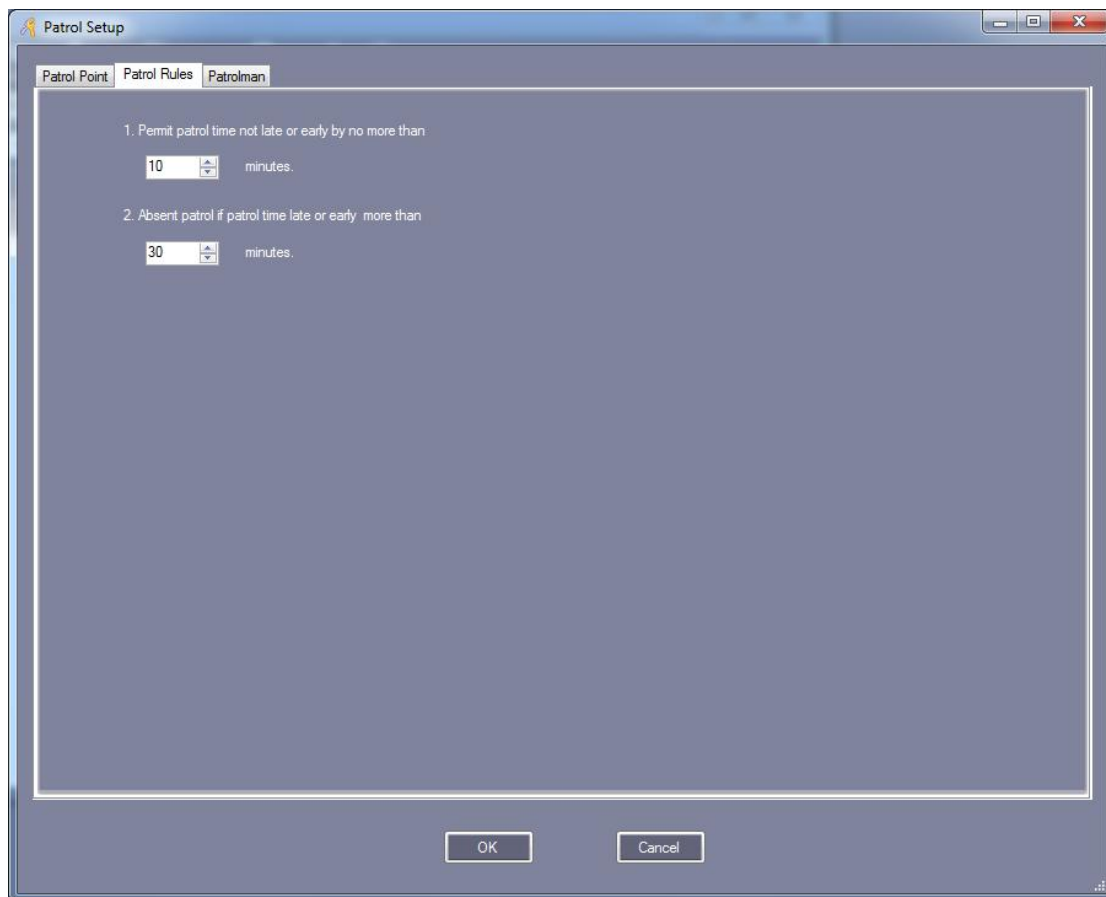 Patrol Setup
Patrol Point Patrol Rules Patrolman
1. Permit patrol time not late or early by no more than
10 minutes.
2. Absent patrol if patrol time late or early  more than
30 minutes.
OK Cancel